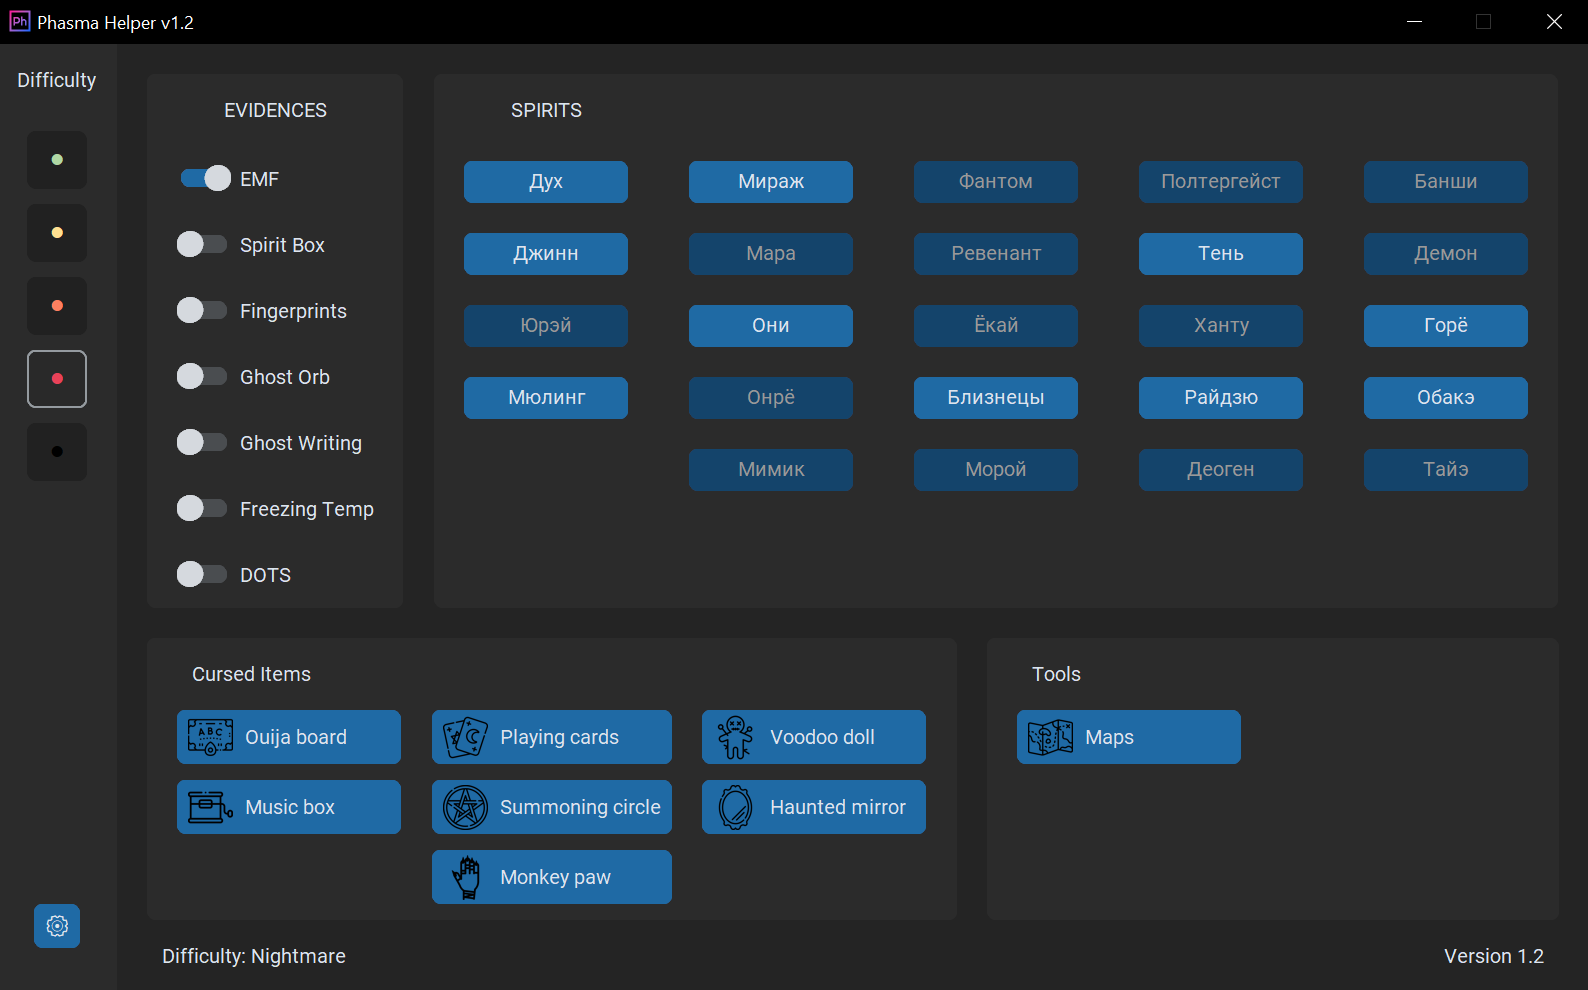 Ph Phasma Helper v1.2
Difficulty
EVIDENCES
EMF
Spirit Box
Fingerprints
Ghost Orb
Ghost Writing
Freezing Temp
DOTS
SPIRITS
Дух Мираж Фантом Полтергейст Банши
Джинн Мара Ревенант Тень Демон
Юрэй Они Ёкай Ханту Горё
Мюлинг Онрё Близнецы Райдзю Обакэ
Мимик Морой Деоген Тайэ
Cursed Items
ABC Ouija board Playing cards Voodoo doll
Music box Summoning circle Haunted mirror
Monkey paw
Tools
Maps
Difficulty: Nightmare
Version 1.2